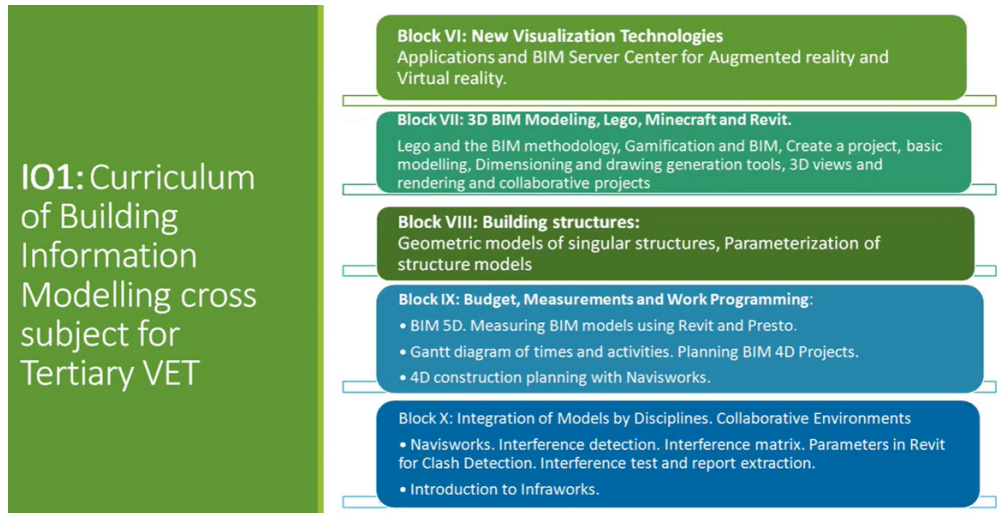 IO1: Curriculum
of Building
Information
Modelling cross
subject for
Tertiary VET
Block VI: New Visualization Technologies
Applications and BIM Server Center for Augmented reality and
Virtual reality.
Block VII: 3D BIM Modeling, Lego, Minecraft and Revit.
Lego and the BIM methodology, Gamification and BIM, Create a project, basic
modelling, Dimensioning and drawing generation tools, 3D views and
rendering and collaborative projects
Block VIII: Building structures:
Geometric models of singular structures, Parameterization of
structure models
Block IX: Budget, Measurements and Work Programming:
• BIM 5D. Measuring BIM models using Revit and Presto.
• Gantt diagram of times and activities. Planning BIM 4D Projects.
• 4D construction planning with Navisworks.
Block X: Integration of Models by Disciplines. Collaborative Environments
• Navisworks. Interference detection. Interference matrix. Parameters in Revit
for Clash Detection. Interference test and report extraction.
• Introduction to Infraworks.